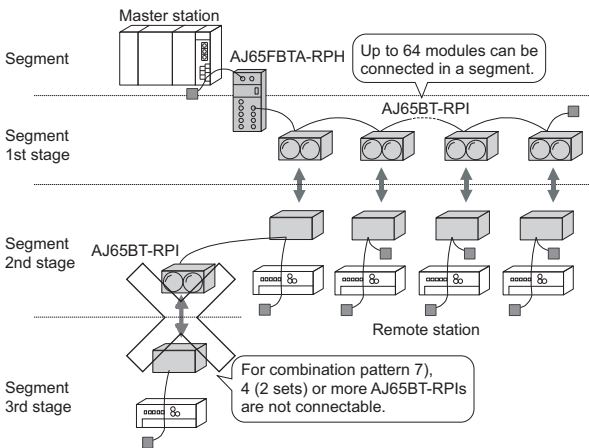 Master station
Segment
AJ65FBTA-RPH
Up to 64 modules can be
connected in a segment.
AJ65BT-RPI
Segment
1st stage
Segment
2nd stage
AJ65BT-RPI
Remote station
For combination pattern 7),
4 (2 sets) or more AJ65BT-RPIs
are not connectable.
Segment
3rd stage